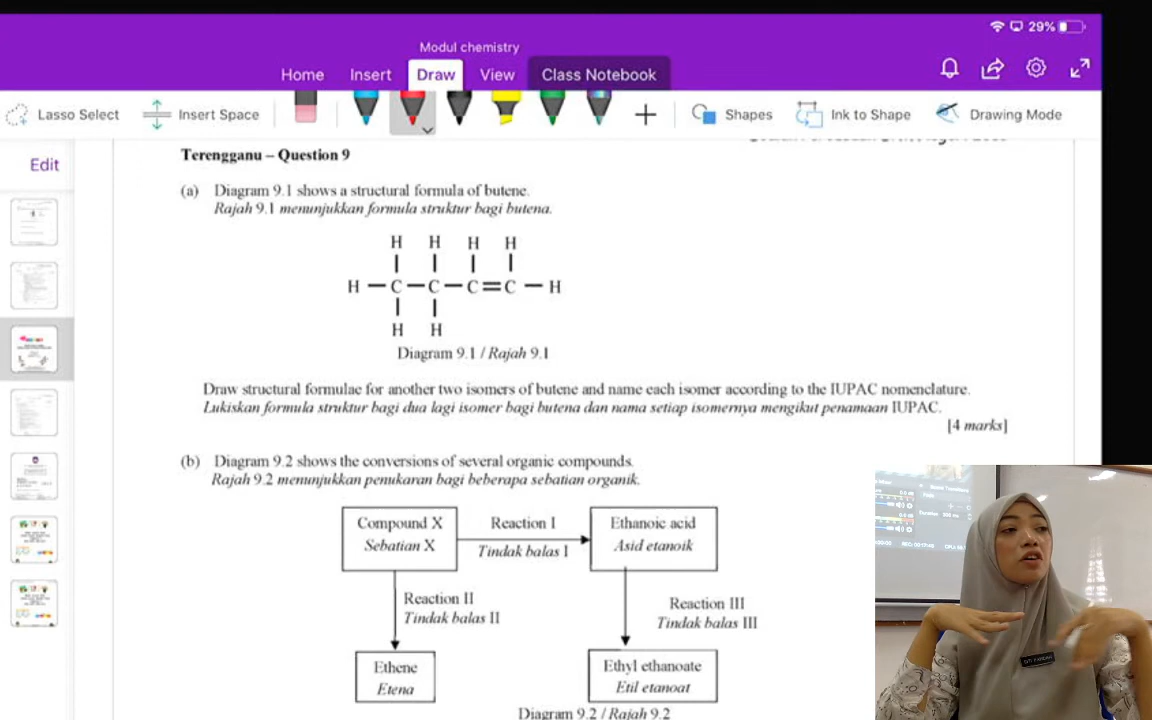 29%
Modul chemistry
Home Insert Draw View Class Notebook
Lasso Select Insert Space Shapes Ink to Shape Drawing Mode
Edit
Terengganu – Question 9
(a) Diagram 9.1 shows a structural formula of butene.
Rajah 9.1 menunjukkan formula struktur bagi butena.
H H H H
H — C — C — C = C — H
H H
Diagram 9.1 / Rajah 9.1
Draw structural formulae for another two isomers of butene and name each isomer according to the IUPAC nomenclature.
Lukiskan formula struktur bagi dua lagi isomer bagi butena dan nama setiap isomernya mengikut penamaan IUPAC.
[4 marks]
(b) Diagram 9.2 shows the conversions of several organic compounds.
Rajah 9.2 menunjukkan penukaran bagi beberapa sebatian organik.
Compound X Reaction I Ethanoic acid
Sebatian X Tindak balas I Asid etanoik
Reaction II Reaction III
Tindak balas II Tindak balas III
Ethene Ethyl ethanoate
Etena Etil etanoat
Diagram 9.2 / Rajah 9.2